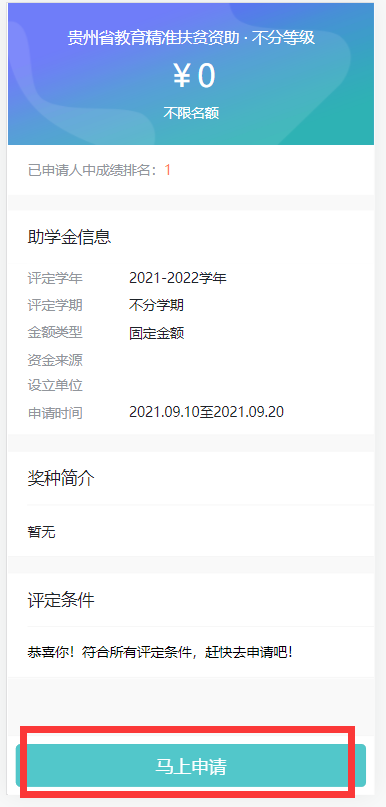 贵州省教育精准扶贫资助 · 不分等级
￥0
不限名额
已申请人中成绩排名：1
助学金信息
评定学年 2021-2022学年
评定学期 不分学期
金额类型 固定金额
资金来源
设立单位
申请时间 2021.09.10至2021.09.20
奖种简介
暂无
评定条件
恭喜你！符合所有评定条件，赶快去申请吧！
马上申请